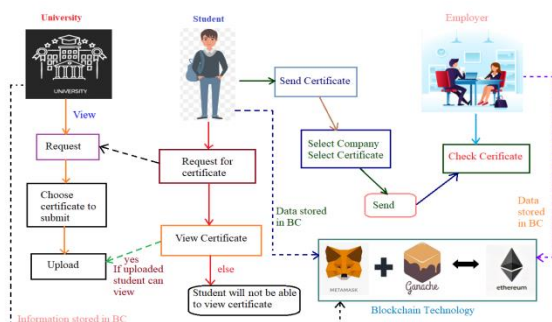 University
Student
Employer
UNIVERSITY
View
Send Certificate
Request
Select Company
Select Certificate
Request for
certificate
Check Cerificate
Choose
certificate to
submit
Send
Data stored
in BC
Data stored
in BC
View Certificate
Upload
yes
If uploaded
student can
view
else
METAMASK
Ganache
ethereum
Student will not be able
to view certificate
Blockchain Technology
Information stored in BC